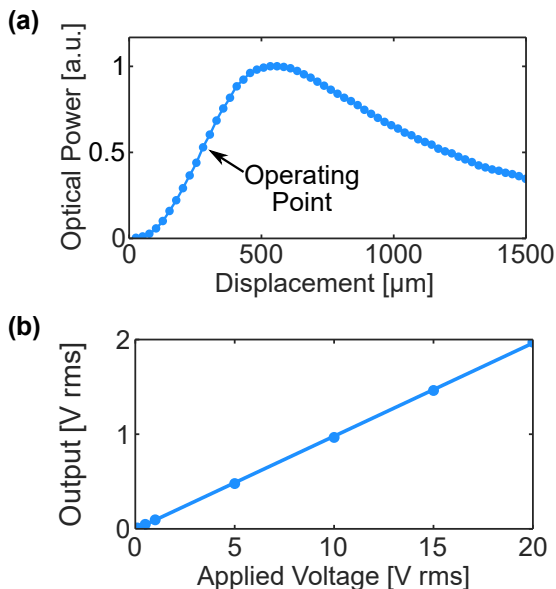 (a)
Optical Power [a.u.]
1
0.5
0
Operating
Point
0
500
1000
1500
Displacement [µm]
(b)
Output [V rms]
2
1
0
0
5
10
15
20
Applied Voltage [V rms]